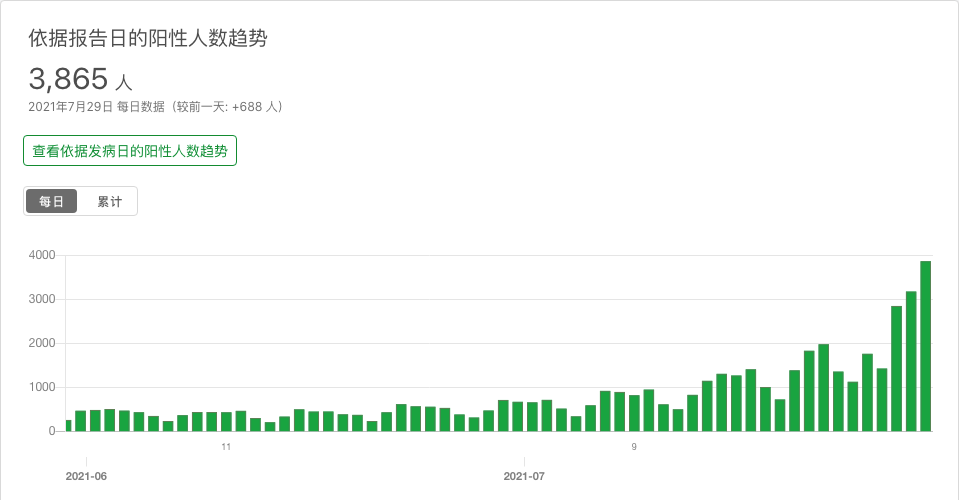 依据报告日的阳性人数趋势
3,865 人
2021年7月29日 每日数据（较前一天: +688 人）
查看依据发病日的阳性人数趋势
每日 累计
4000
3000
2000
1000
0
11 9
2021-06 2021-07